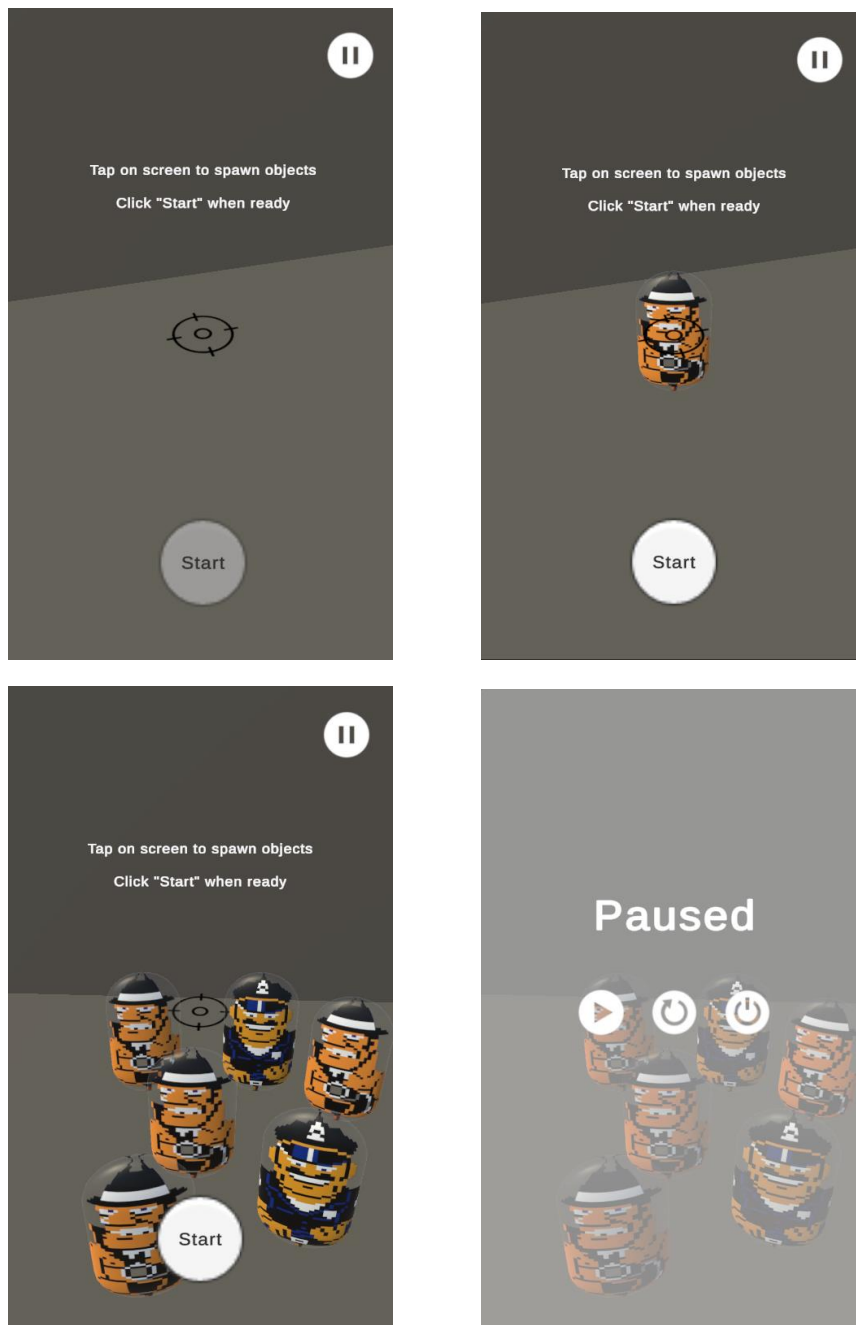 Tap on screen to spawn objects
Click "Start" when ready
Start
Tap on screen to spawn objects
Click "Start" when ready
Start
Tap on screen to spawn objects
Click "Start" when ready
Start
Paused